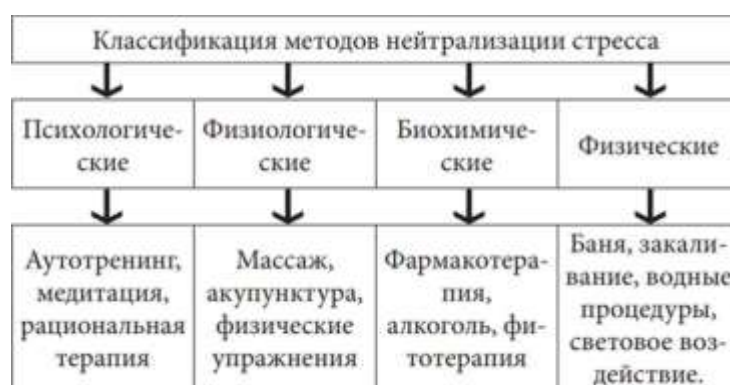 Классификация методов нейтрализации стресса
Психологиче-
ские
Физиологиче-
ские
Биохимиче-
ские
Физические
Аутотренинг,
медитация,
рациональная
терапия
Массаж,
акупунктура,
физические
упражнения
Фармакотера-
пия,
алкоголь, фи-
тотерапия
Баня, закали-
вание, водные
процедуры,
световое воз-
действие.